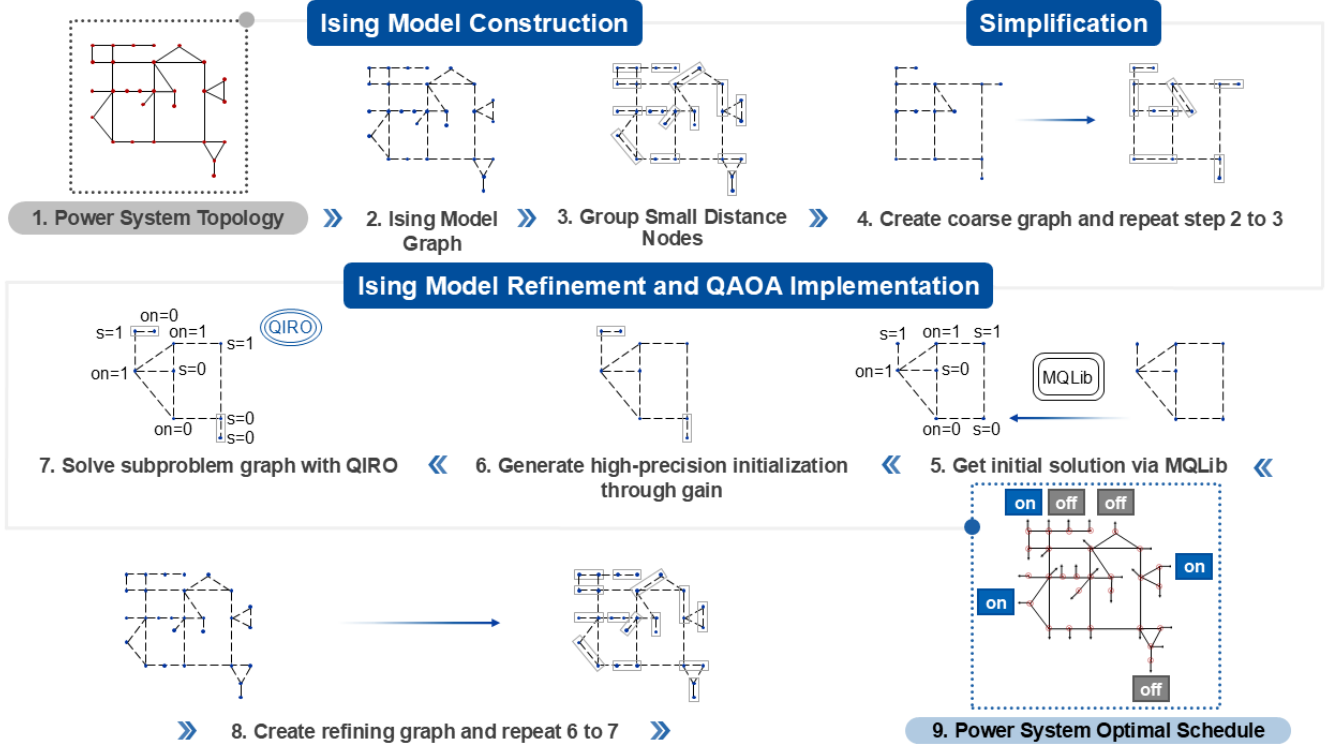 Ising Model Construction
Simplification
1. Power System Topology
2. Ising Model
Graph
3. Group Small Distance
Nodes
4. Create coarse graph and repeat step 2 to 3
Ising Model Refinement and QAOA Implementation
on=0
s=1
on=1
QIRO
s=1
on=1
s=0
s=0
on=0
s=0
s=1
on=1
s=1
on=1
s=0
MQLib
on=0
s=0
7. Solve subproblem graph with QIRO
6. Generate high-precision initialization
through gain
5. Get initial solution via MQLib
on
off
off
on
on
off
8. Create refining graph and repeat 6 to 7
9. Power System Optimal Schedule